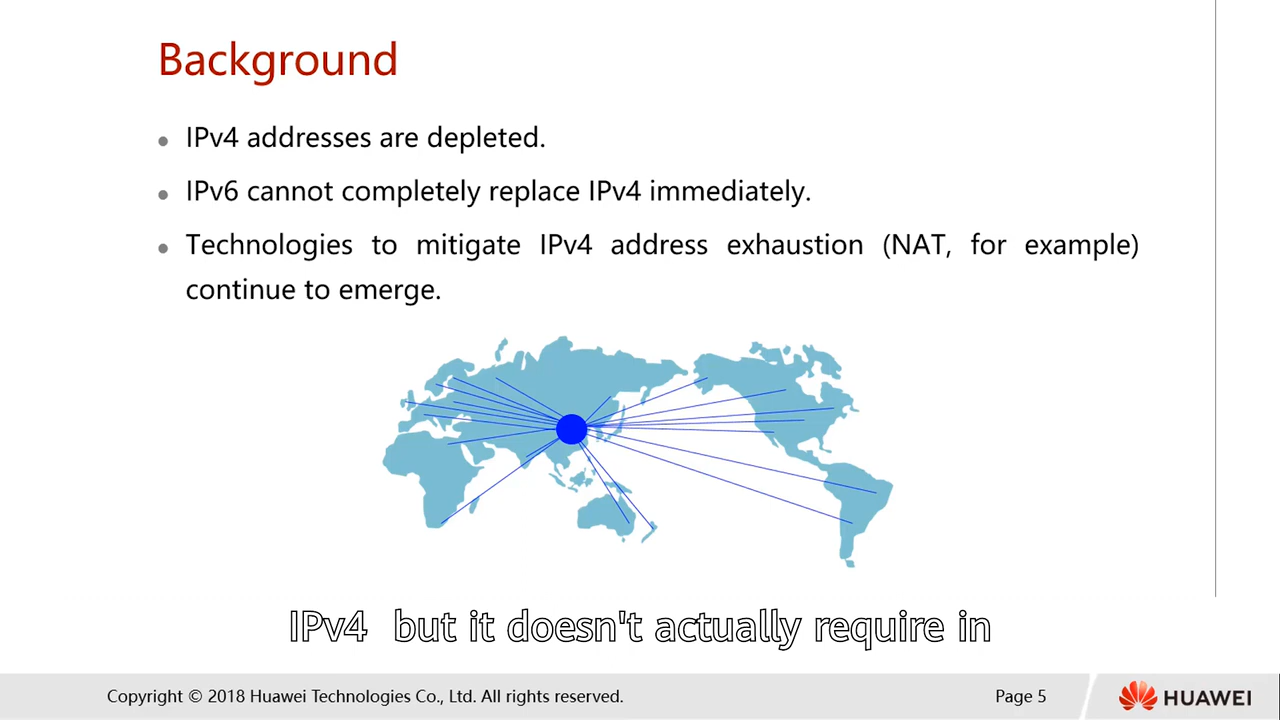 Background
IPv4 addresses are depleted.
IPv6 cannot completely replace IPv4 immediately.
Technologies to mitigate IPv4 address exhaustion (NAT, for example)
continue to emerge.
IPv4  but it doesn't actually require in
Copyright © 2018 Huawei Technologies Co., Ltd. All rights reserved.
Page 5
HUAWEI